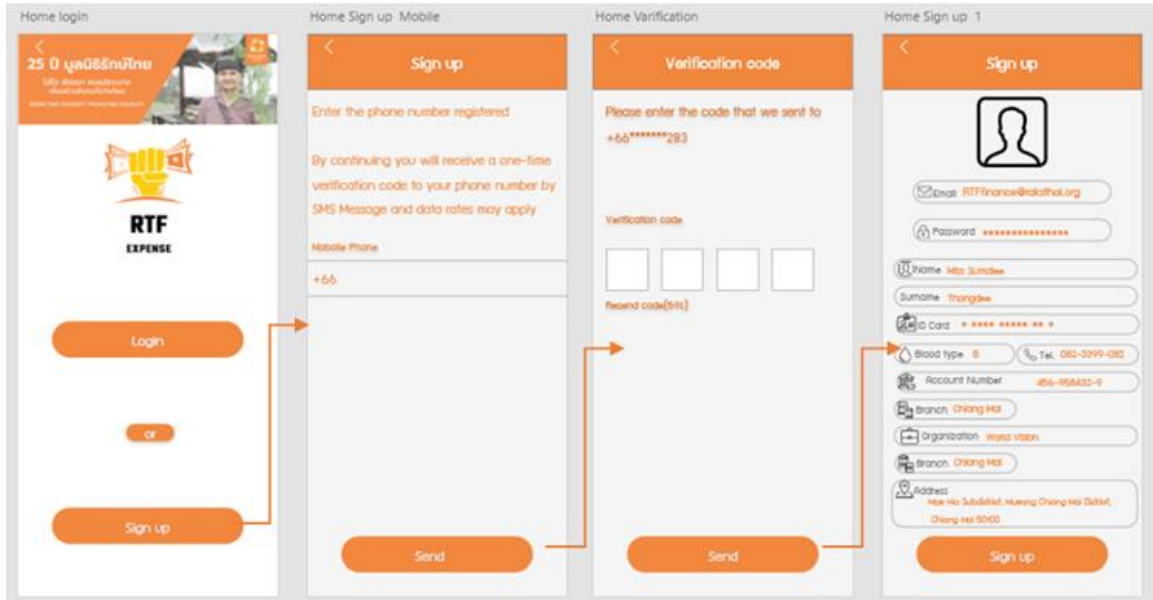 Home login
25 ปี มูลนิธิรักษ์ไทย
RTF
EXPENSE
Login
or
Sign up
Home Sign up Mobile
Sign up
Enter the phone number registered
By continuing you will receive a one-time
verification code to your phone number by
SMS Message and data rates may apply
Mobile Phone
+66
Send
Home Varification
Verification code
Please enter the code that we sent to
+66*******283
Verification code
Resend code(59s)
Send
Home Sign up 1
Sign up
Email RTFfinance@raksthai.org
Password ***************
Name Miss Sumalee
Surname Thongdee
ID Card * **** ***** ** *
Blood type B
Tel. 082-3399-082
Account Number 456-958432-9
Branch Chiang Mai
Organization World Vision
Branch Chiang Mai
Address
Mae Hia Subdistrict, Mueang Chiang Mai District,
Chiang Mai 50100
Sign up